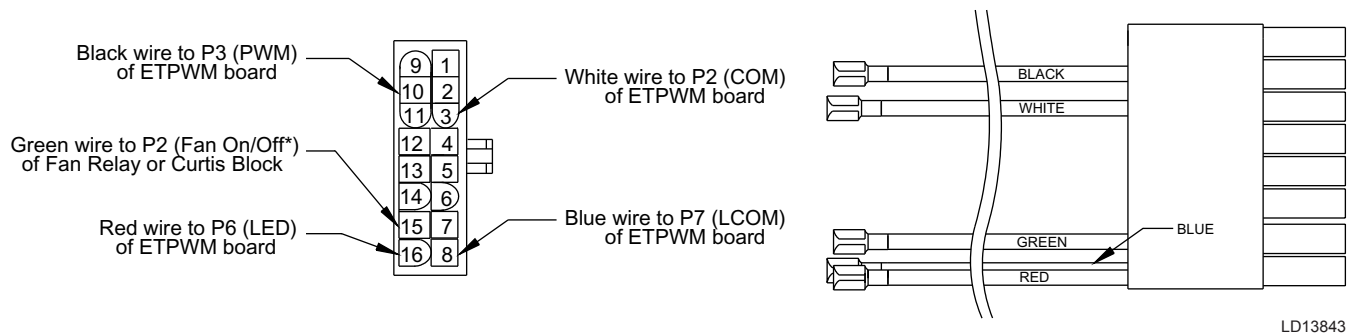 Black wire to P3 (PWM)
of ETPWM board
Green wire to P2 (Fan On/Off*)
of Fan Relay or Curtis Block
Red wire to P6 (LED)
of ETPWM board
9 1
10 2
11 3
12 4
13 5
14 6
15 7
16 8
White wire to P2 (COM)
of ETPWM board
Blue wire to P7 (LCOM)
of ETPWM board
BLACK
WHITE
GREEN
BLUE
RED
LD13843